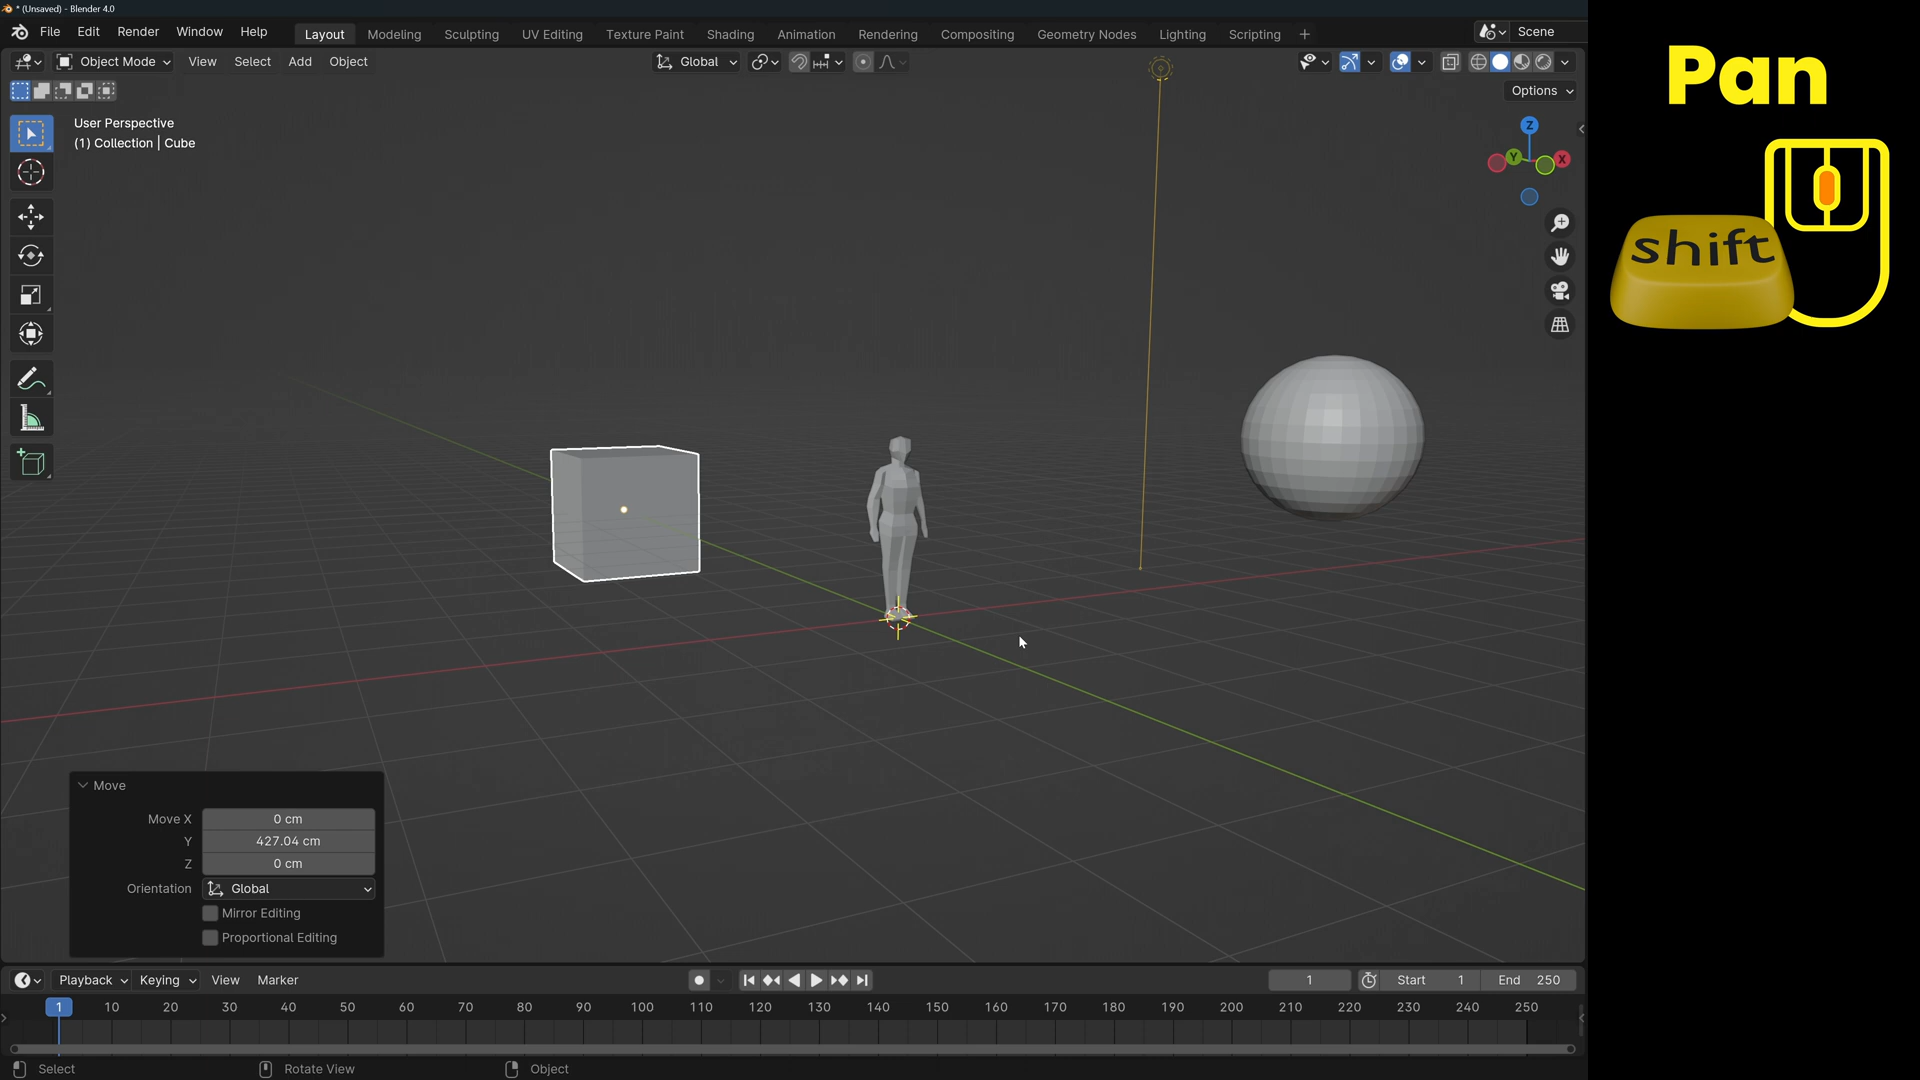 * (Unsaved) - Blender 4.0
File Edit Render Window Help Layout Modeling Sculpting UV Editing Texture Paint Shading Animation Rendering Compositing Geometry Nodes Lighting Scripting + Scene
Object Mode View Select Add Object Global
Options
User Perspective
(1) Collection | Cube
Z
Y X
Move
Move X 0 cm
Y 427.04 cm
Z 0 cm
Orientation Global
Mirror Editing
Proportional Editing
Playback Keying View Marker 1 Start 1 End 250
1 10 20 30 40 50 60 70 80 90 100 110 120 130 140 150 160 170 180 190 200 210 220 230 240 250
Select Rotate View Object
Pan
shift